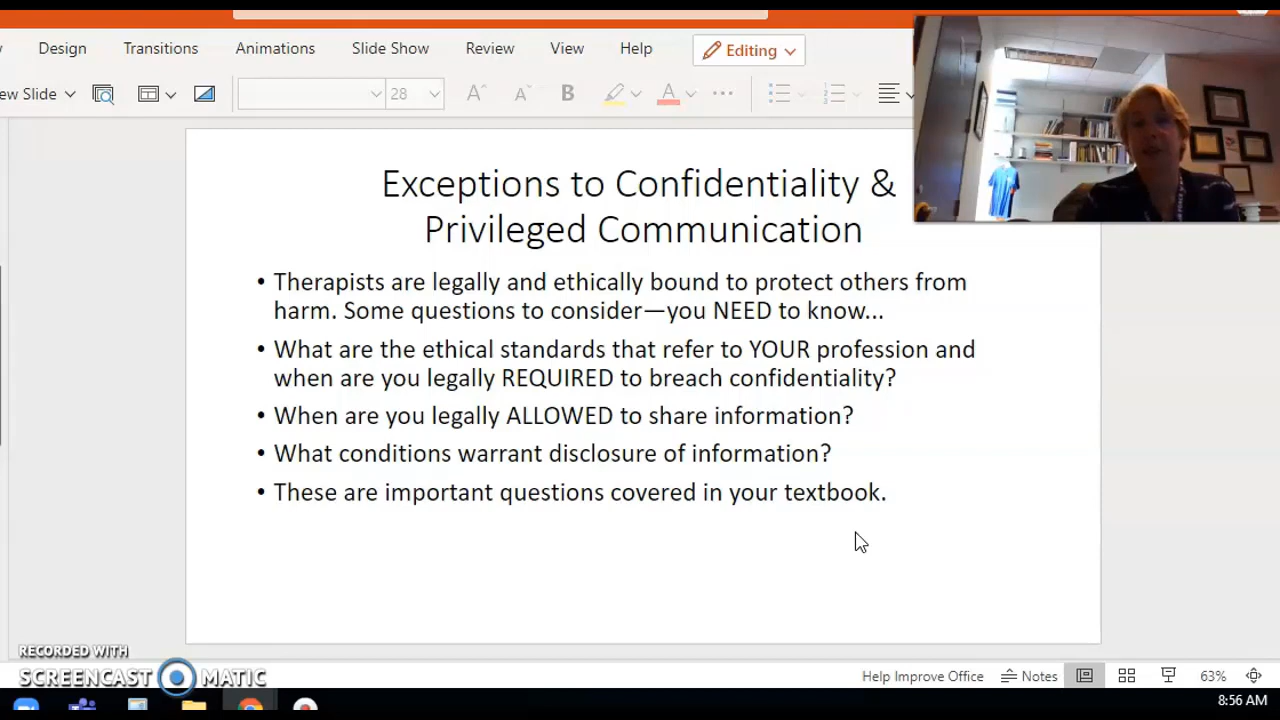 Design Transitions Animations Slide Show Review View Help Editing
ew Slide 28 B A
Exceptions to Confidentiality &
Privileged Communication
• Therapists are legally and ethically bound to protect others from
harm. Some questions to consider—you NEED to know...
• What are the ethical standards that refer to YOUR profession and
when are you legally REQUIRED to breach confidentiality?
• When are you legally ALLOWED to share information?
• What conditions warrant disclosure of information?
• These are important questions covered in your textbook.
RECORDED WITH
SCREENCAST MATIC
Help Improve Office Notes 63%
8:56 AM